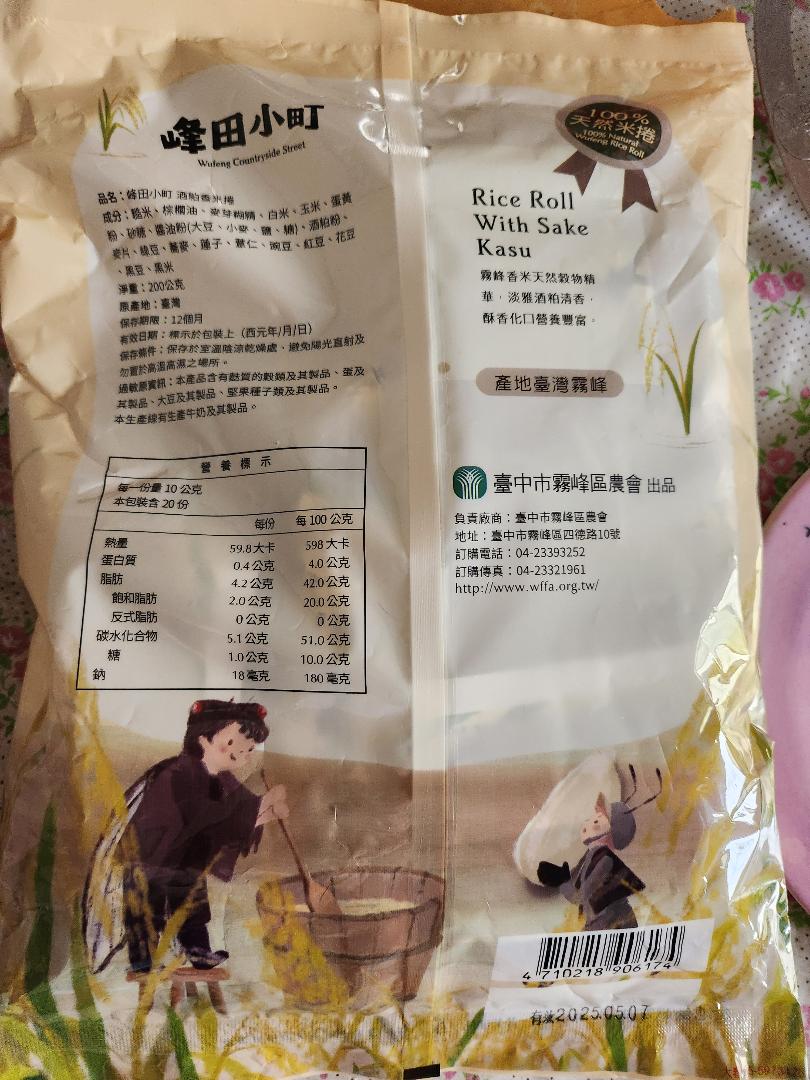 峰田小町
Wufeng Countryside Street
品名：峰田小町 酒粕香米捲
成分：糙米、棕櫚油、麥芽糊精、白米、玉米、蛋黃
粉、砂糖、醬油粉(大豆、小麥、鹽、糖)、酒粕粉、
麥片、綠豆、蕎麥、蓮子、薏仁、豌豆、紅豆、花豆
、黑豆、黑米
淨重：200公克
原產地：臺灣
保存期限：12個月
有效日期：標示於包裝上（西元年/月/日）
保存條件：保存於室溫陰涼乾燥處，避免陽光直射及
勿置於高溫高濕之場所。
過敏原資訊：本產品含有麩質的穀類及其製品、蛋及
其製品、大豆及其製品、堅果種子類及其製品。
本生產線有生產牛奶及其製品。
營養標示
每一份量 10 公克
本包裝含 20 份
每份 每 100 公克
熱量 59.8 大卡 598 大卡
蛋白質 0.4 公克 4.0 公克
脂肪 4.2 公克 42.0 公克
飽和脂肪 2.0 公克 20.0 公克
反式脂肪 0 公克 0 公克
碳水化合物 5.1 公克 51.0 公克
糖 1.0 公克 10.0 公克
鈉 18 毫克 180 毫克
100%
天然米捲
100% Natural
Wufeng Rice Roll
Rice Roll
With Sake
Kasu
霧峰香米天然穀物精
華，淡雅酒粕清香，
酥香化口營養豐富。
產地臺灣霧峰
臺中市霧峰區農會 出品
負責廠商：臺中市霧峰區農會
地址：臺中市霧峰區四德路10號
訂購電話：04-23393252
訂購傳真：04-23321961
http://www.wffa.org.tw/
4 710218 906174
有效2025.05.07